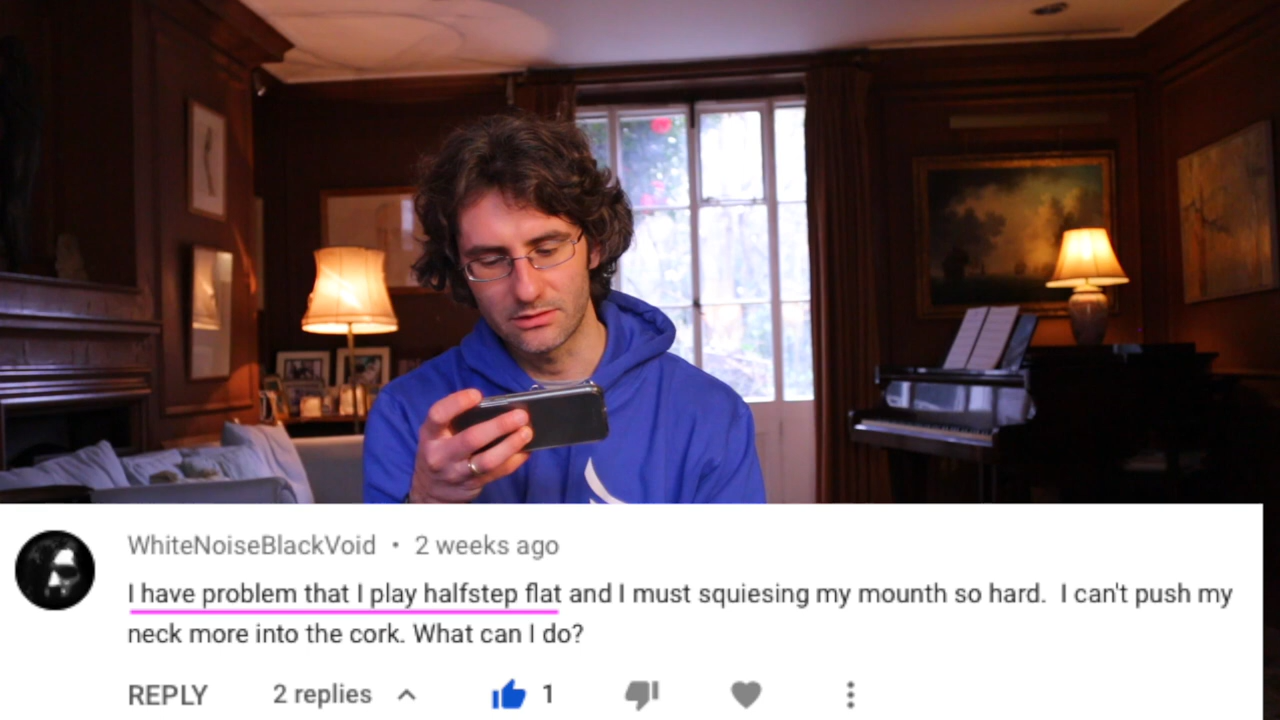 WhiteNoiseBlackVoid • 2 weeks ago
I have problem that I play halfstep flat and I must squiesing my mounth so hard. I can't push my
neck more into the cork. What can I do?
REPLY 2 replies 1